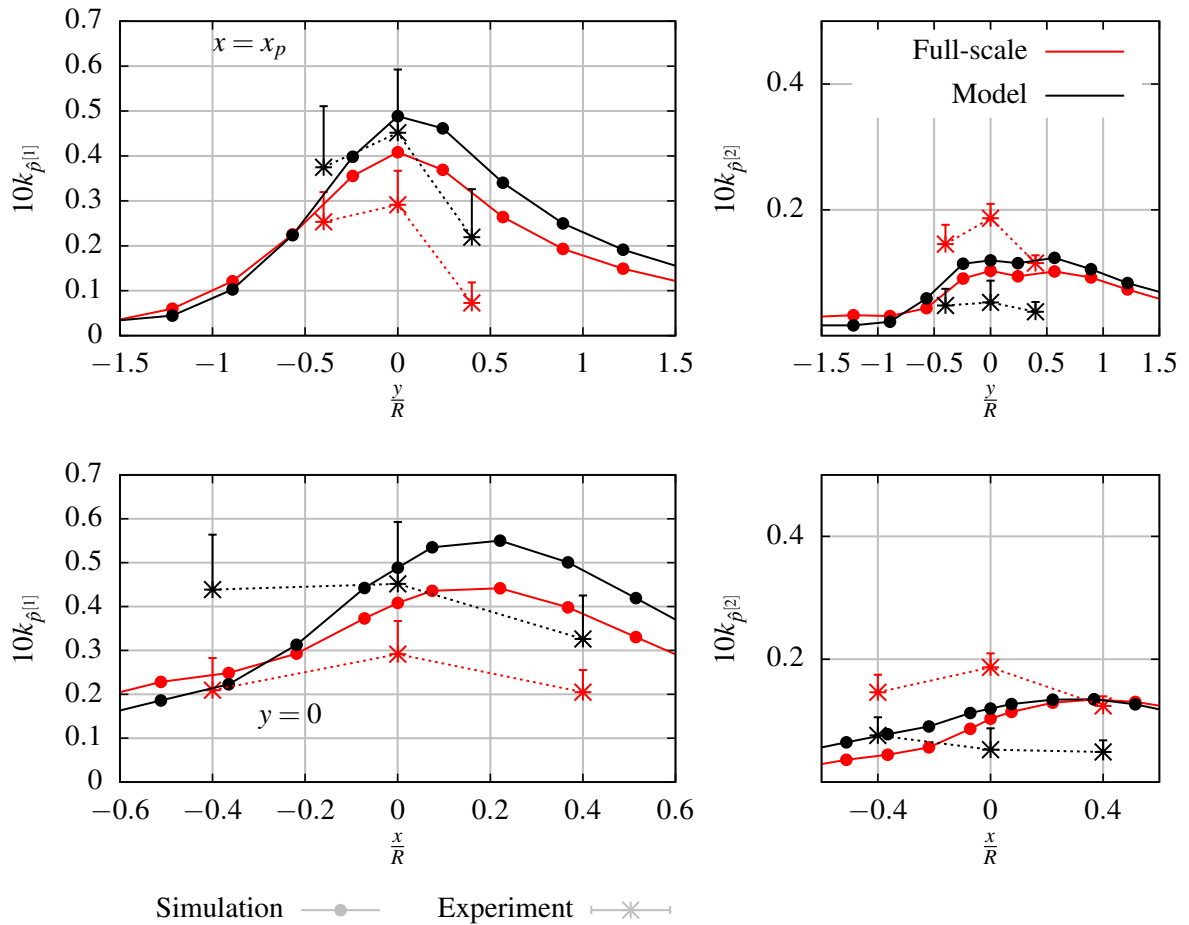 0.7
0.6
0.5
0.4
0.3
0.2
0.1
0
10k_{p̂^{[1]}}
x = x_p
−1.5 −1 −0.5 0 0.5 1 1.5
y/R
0.4
0.2
10k_{p̂^{[2]}}
Full-scale
Model
−1.5 −1 −0.5 0 0.5 1 1.5
y/R
0.7
0.6
0.5
0.4
0.3
0.2
0.1
0
10k_{p̂^{[1]}}
y = 0
−0.6 −0.4 −0.2 0 0.2 0.4 0.6
x/R
0.4
0.2
10k_{p̂^{[2]}}
−0.4 0 0.4
x/R
Simulation Experiment